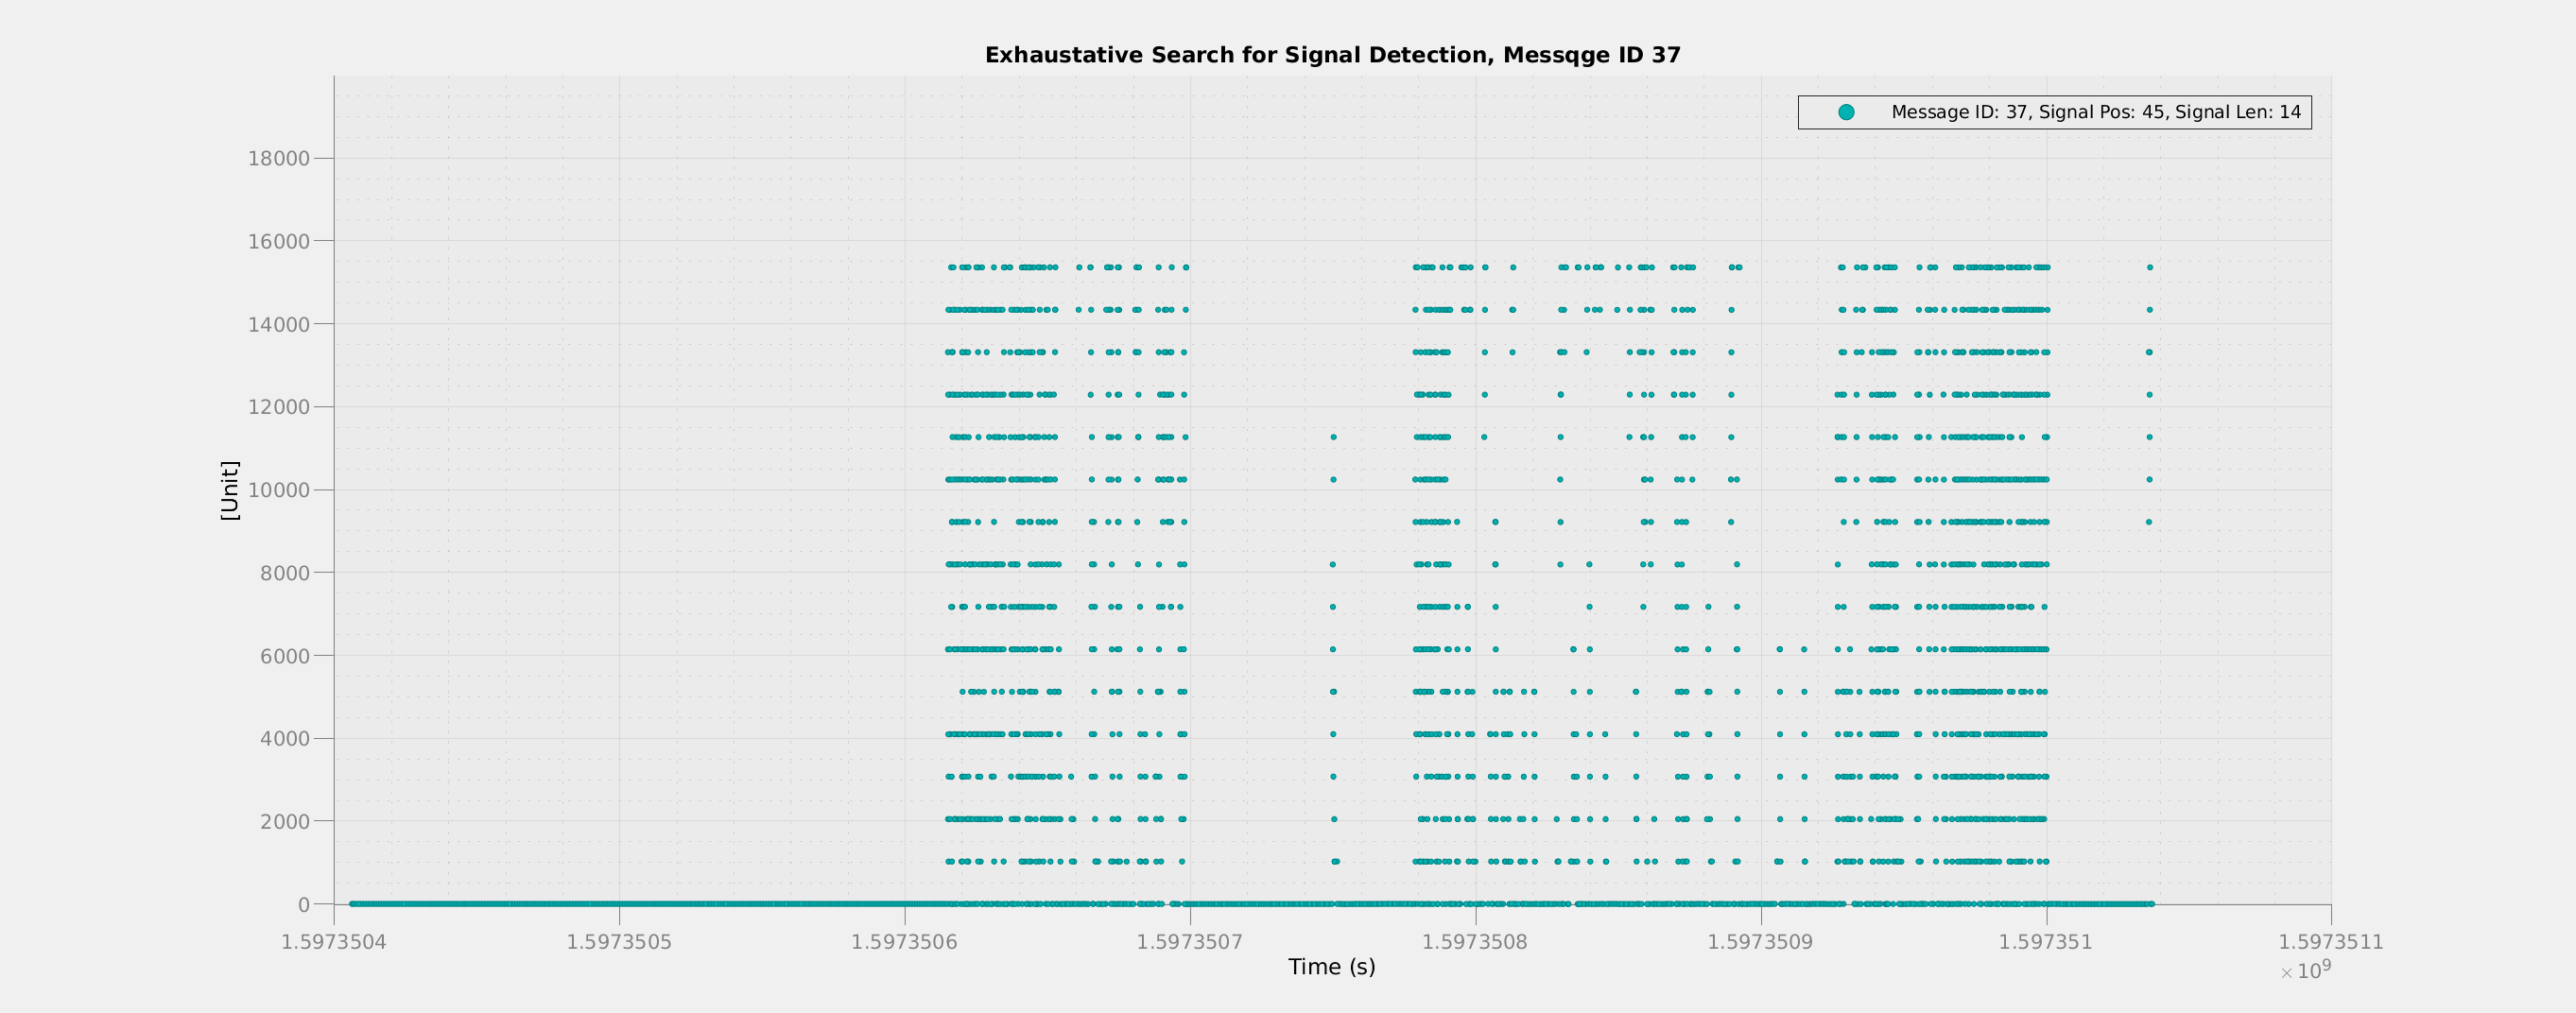 Exhaustative Search for Signal Detection, Messqge ID 37
Message ID: 37, Signal Pos: 45, Signal Len: 14
18000
16000
14000
12000
10000
8000
6000
4000
2000
0
[Unit]
1.5973504 1.5973505 1.5973506 1.5973507 1.5973508 1.5973509 1.597351 1.5973511
Time (s)
× 10⁹